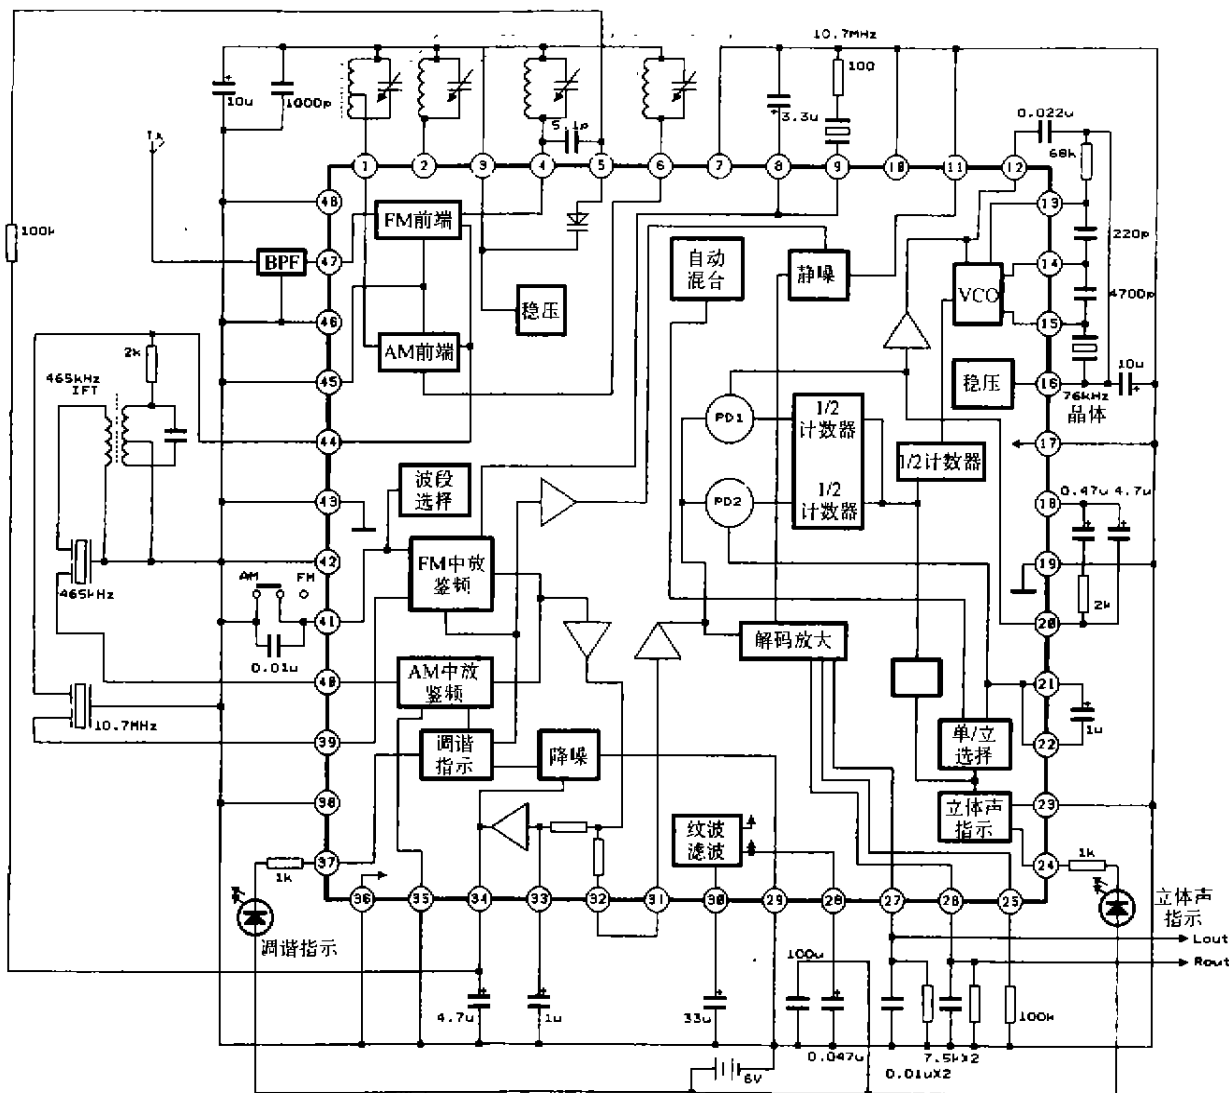 10.7MHz
10u
1000p
5.1p
3.3u
100
0.022u
68k
Tx
1
2
3
4
5
6
7
8
9
10
11
12
48
FM前端
13
100k
220p
BPF
47
自动
混台
静噪
14
VCO
4700p
稳压
46
15
AM前端
2k
465kHz
IFT
45
稳压
16
10u
76kHz
晶体
PD1
1/2
计数器
44
17
1/2计数器
波段
选择
43
PD2
1/2
计数器
18
0.47u
4.7u
42
FM中放
鉴频
19
465kHz
AM
FM
41
2k
20
0.01u
解码放大
40
AM中放
鉴频
21
1u
10.7MHz
39
调谐
指示
降噪
单/立
选择
22
38
立体声
指示
23
纹波
滤波
37
1k
24
1k
36
35
34
33
32
31
30
29
28
27
26
25
立体声
指示
调谐指示
Lout
100u
Rout
4.7u
1u
33u
100k
0.047u
7.5kX2
0.01uX2
6V